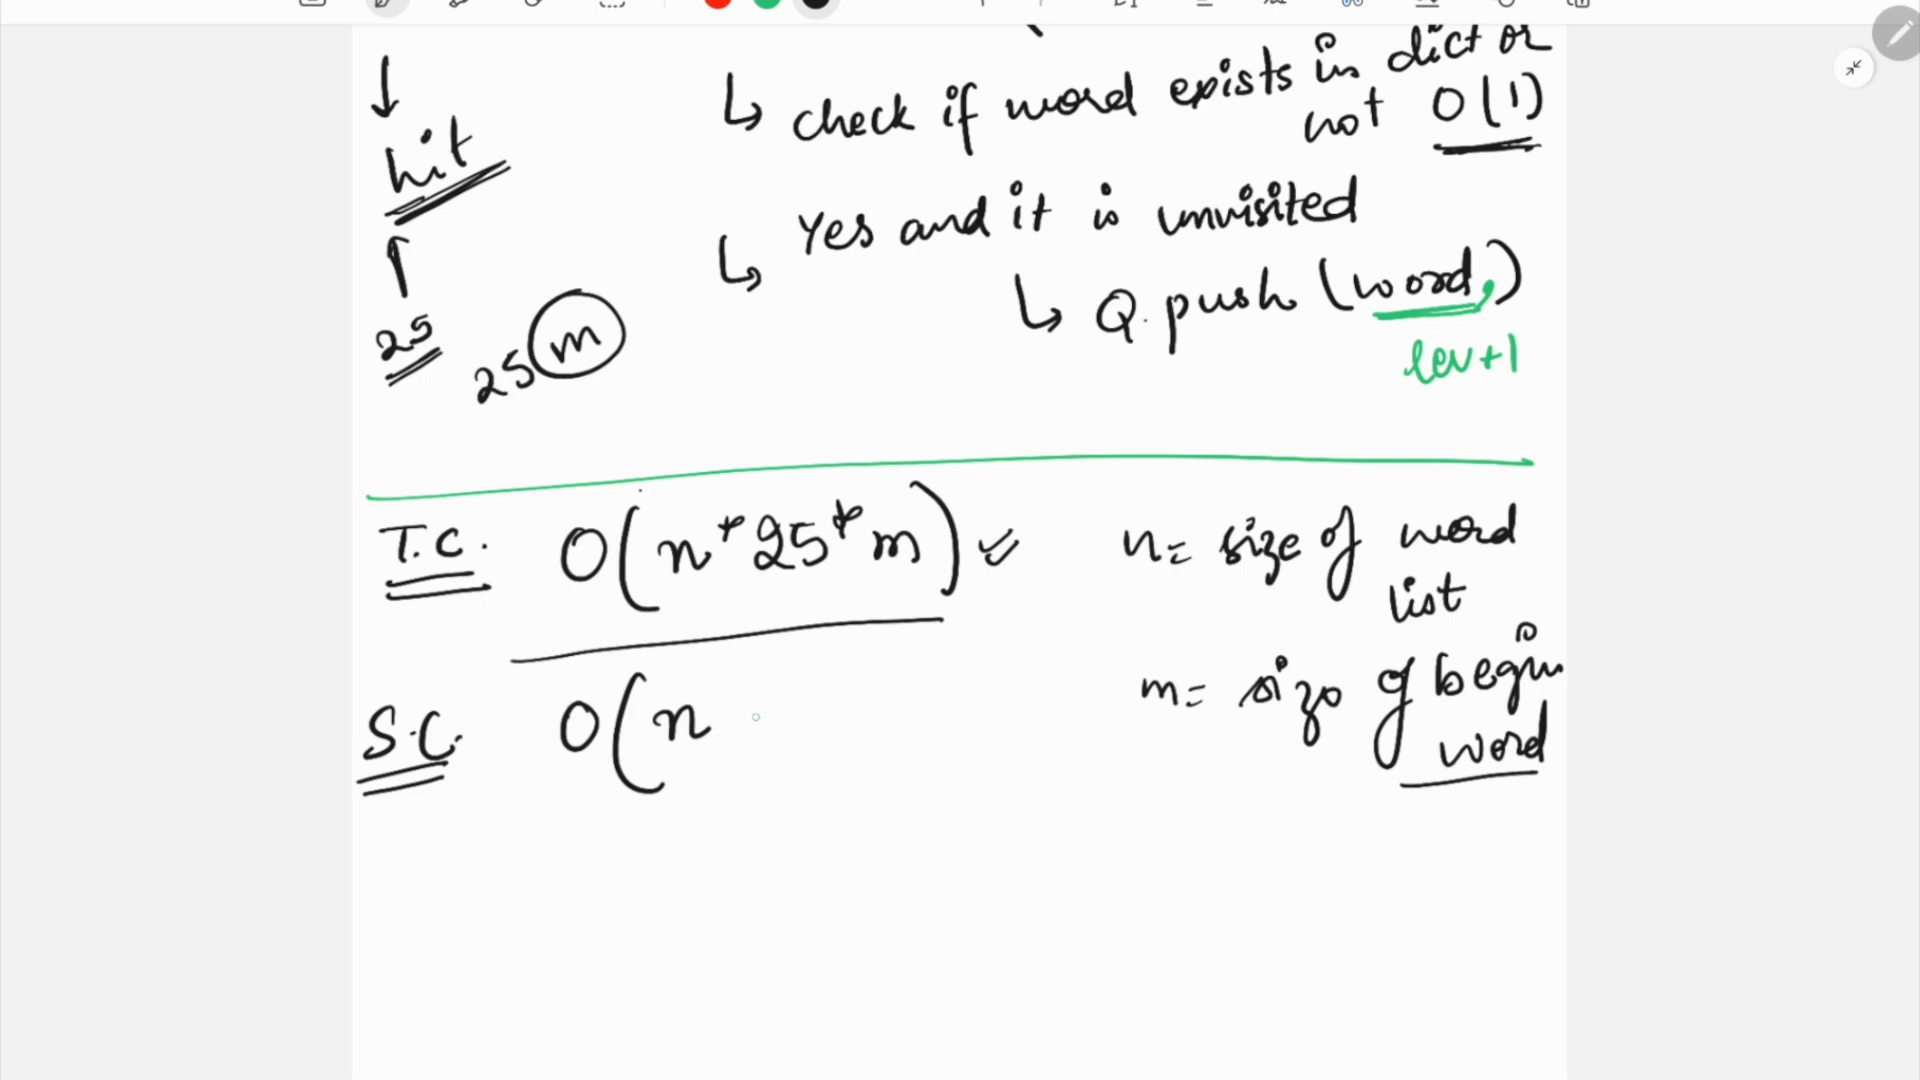 check if word exists in dict or
not O(1)
hit
Yes and it is unvisited
Q.push (word,)
lev+1
25
25 m
T.C. O(n*25*m) n= size of word
list
m= size of begin
word
S.C. O(n